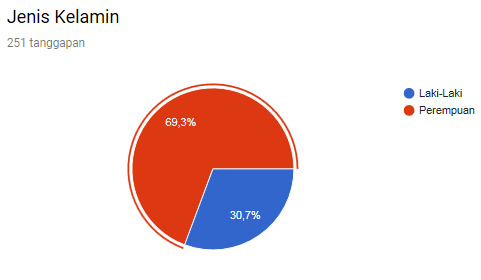 Jenis Kelamin
251 tanggapan
Laki-Laki
Perempuan
69,3%
30,7%